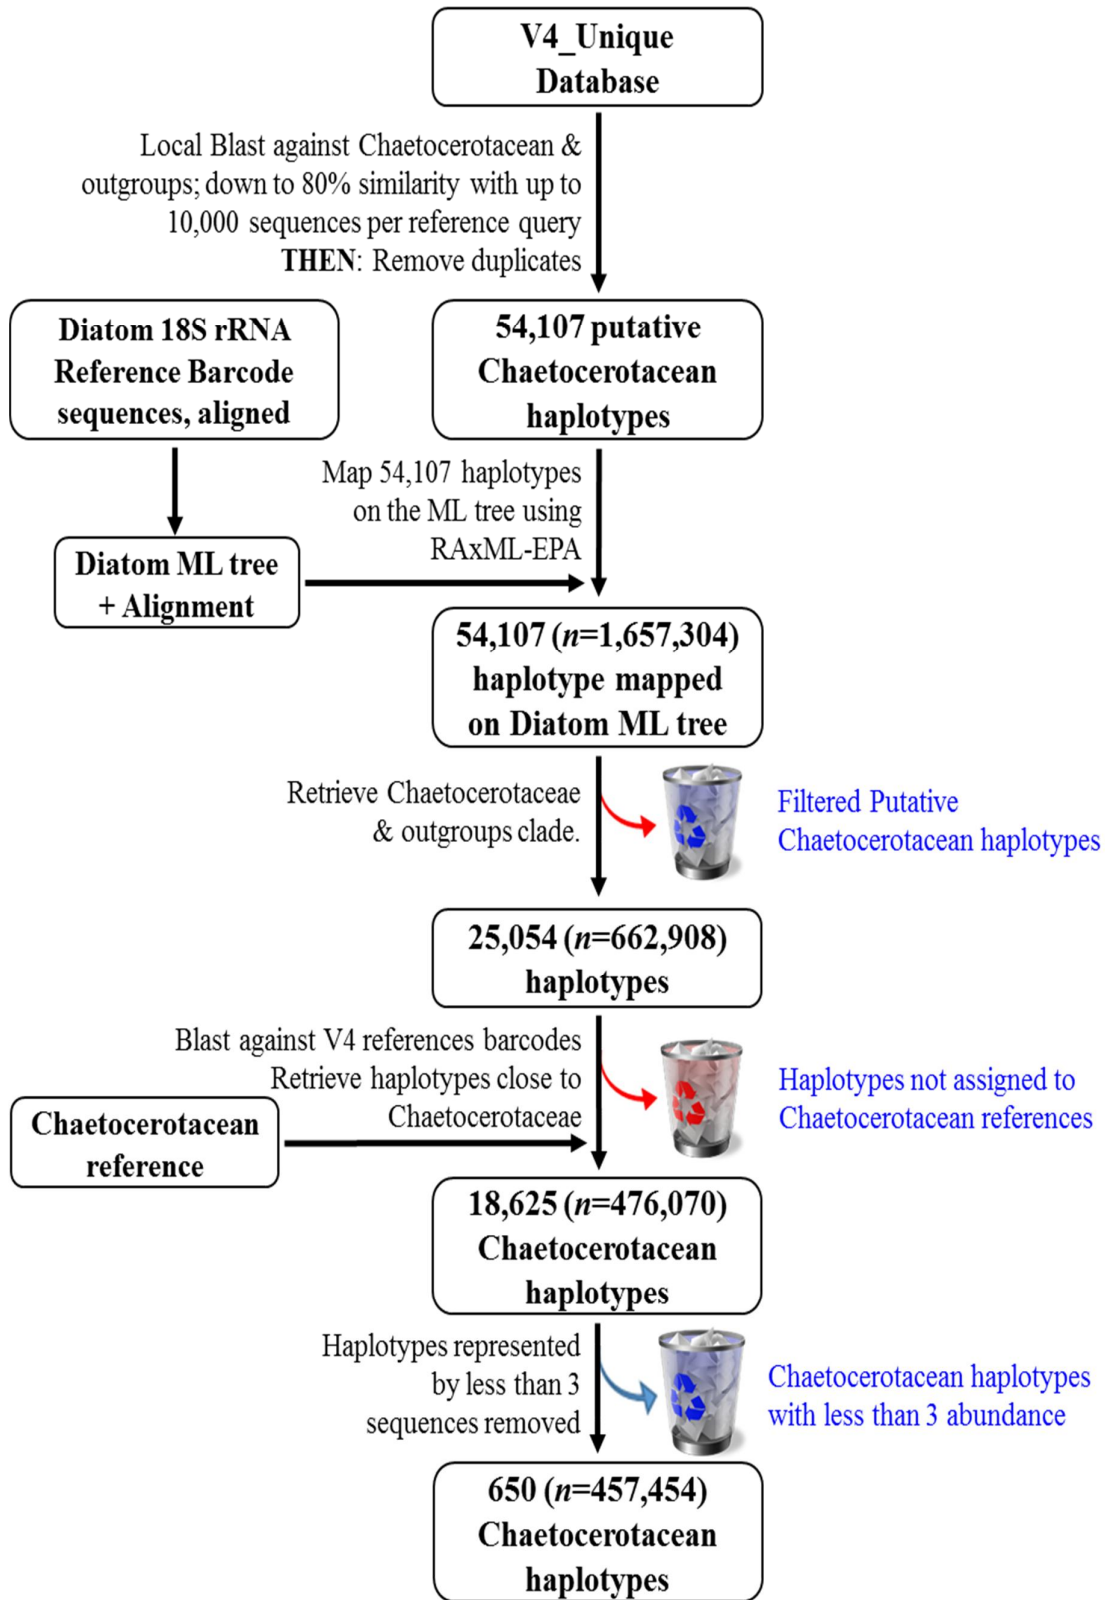 V4_Unique
Database
Local Blast against Chaetocerotacean &
outgroups; down to 80% similarity with up to
10,000 sequences per reference query
THEN: Remove duplicates
Diatom 18S rRNA
Reference Barcode
sequences, aligned
54,107 putative
Chaetocerotacean
haplotypes
Map 54,107 haplotypes
on the ML tree using
RAxML-EPA
Diatom ML tree
+ Alignment
54,107 (n=1,657,304)
haplotype mapped
on Diatom ML tree
Retrieve Chaetocerotaceae
& outgroups clade.
Filtered Putative
Chaetocerotacean haplotypes
25,054 (n=662,908)
haplotypes
Blast against V4 references barcodes
Retrieve haplotypes close to
Chaetocerotaceae
Haplotypes not assigned to
Chaetocerotacean references
Chaetocerotacean
reference
18,625 (n=476,070)
Chaetocerotacean
haplotypes
Haplotypes represented
by less than 3
sequences removed
Chaetocerotacean haplotypes
with less than 3 abundance
650 (n=457,454)
Chaetocerotacean
haplotypes